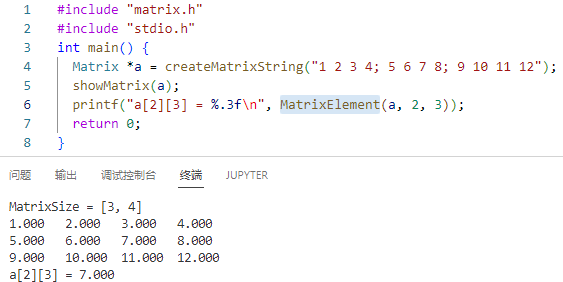 1 #include "matrix.h"
2 #include "stdio.h"
3 int main() {
4   Matrix *a = createMatrixString("1 2 3 4; 5 6 7 8; 9 10 11 12");
5   showMatrix(a);
6   printf("a[2][3] = %.3f\n", MatrixElement(a, 2, 3));
7   return 0;
8 }
问题 输出 调试控制台 终端 JUPYTER
MatrixSize = [3, 4]
1.000 2.000 3.000 4.000
5.000 6.000 7.000 8.000
9.000 10.000 11.000 12.000
a[2][3] = 7.000